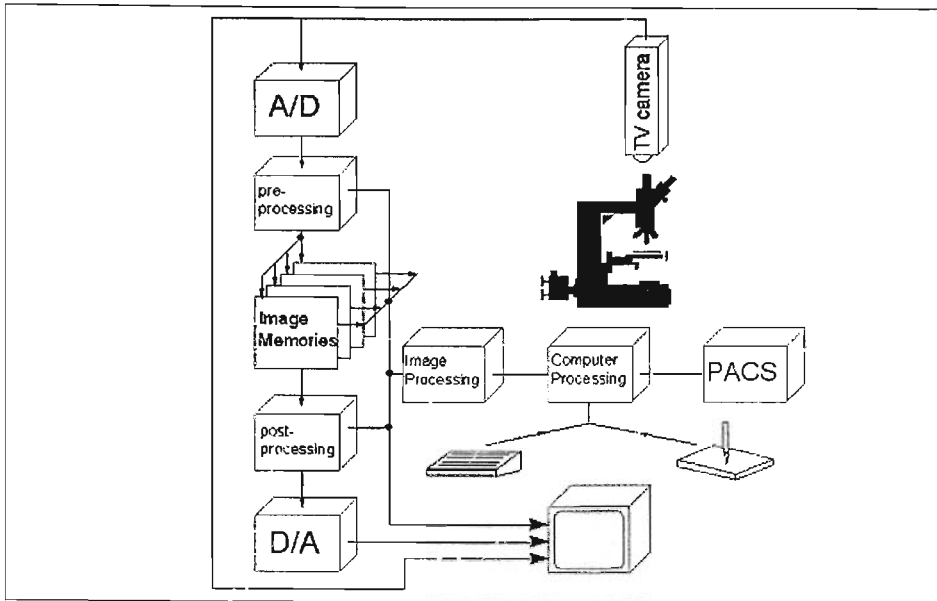 A/D
TV camera
pre-
processing
Image
Memories
Image
Processing
Computer
Processing
PACS
post-
processing
D/A